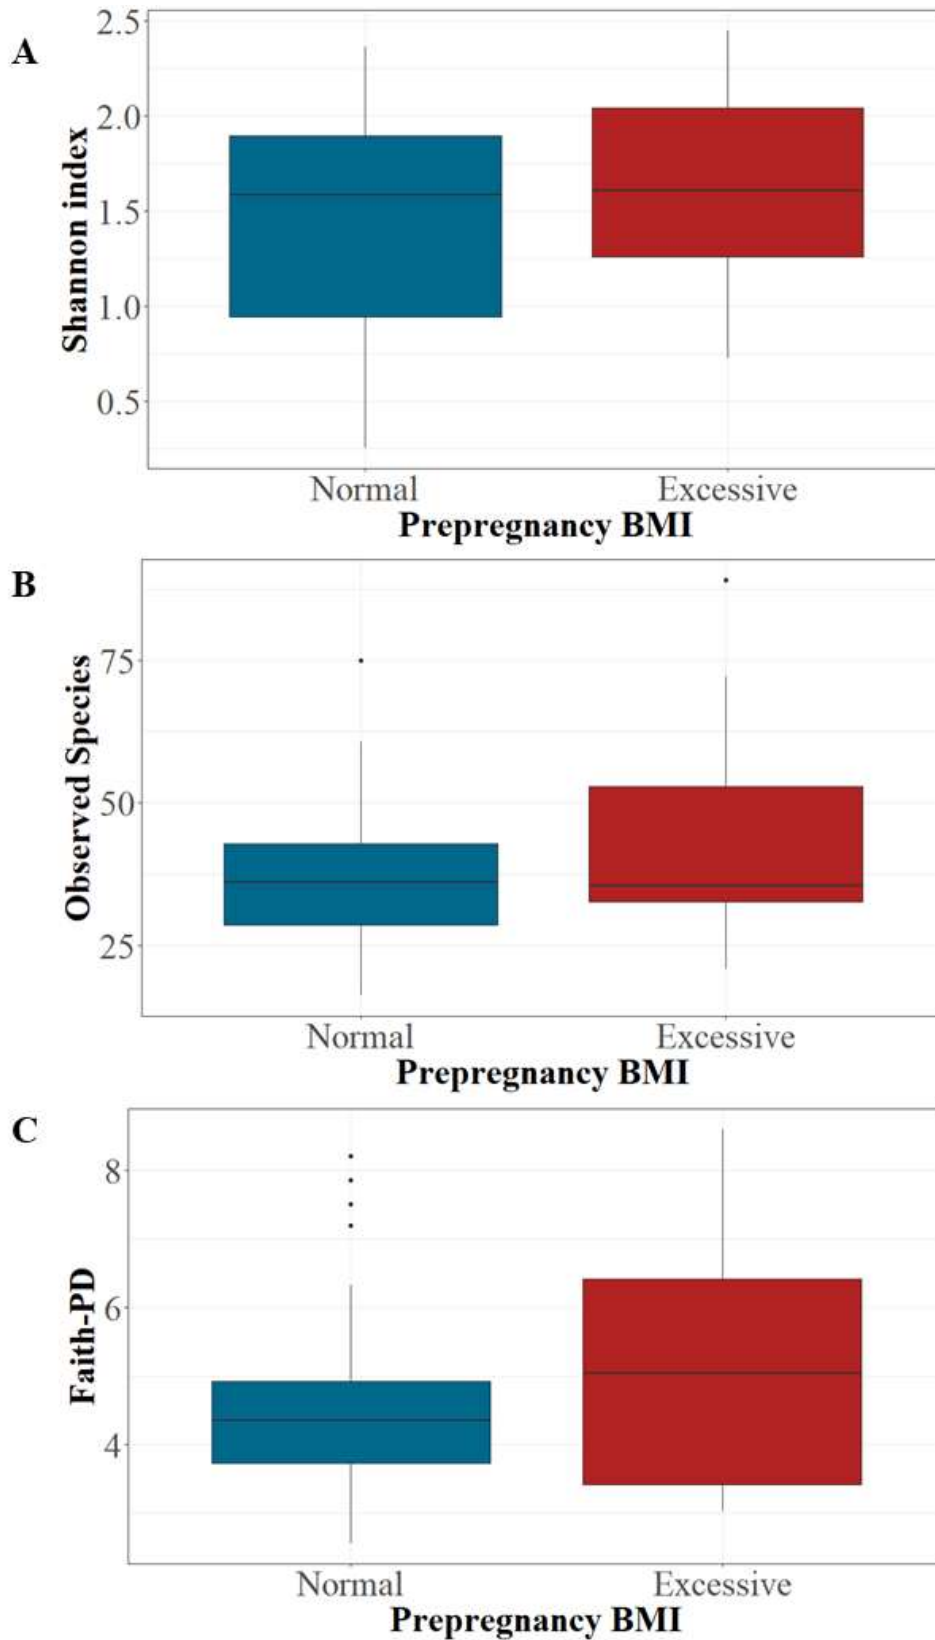 A
Shannon index
2.5
2.0
1.5
1.0
0.5
Normal Excessive
Prepregnancy BMI
B
Observed Species
75
50
25
Normal Excessive
Prepregnancy BMI
C
Faith-PD
8
6
4
Normal Excessive
Prepregnancy BMI